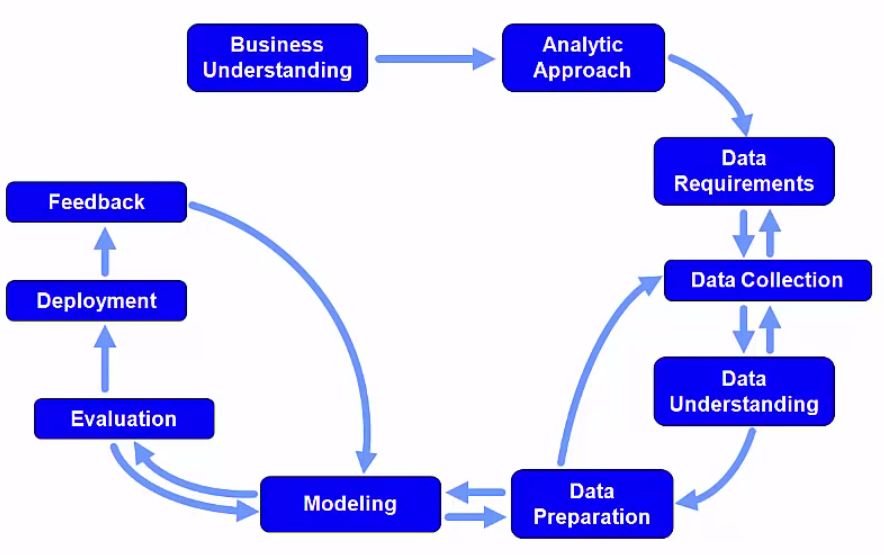 Business
Understanding
Analytic
Approach
Data
Requirements
Data Collection
Data
Understanding
Data
Preparation
Modeling
Evaluation
Deployment
Feedback